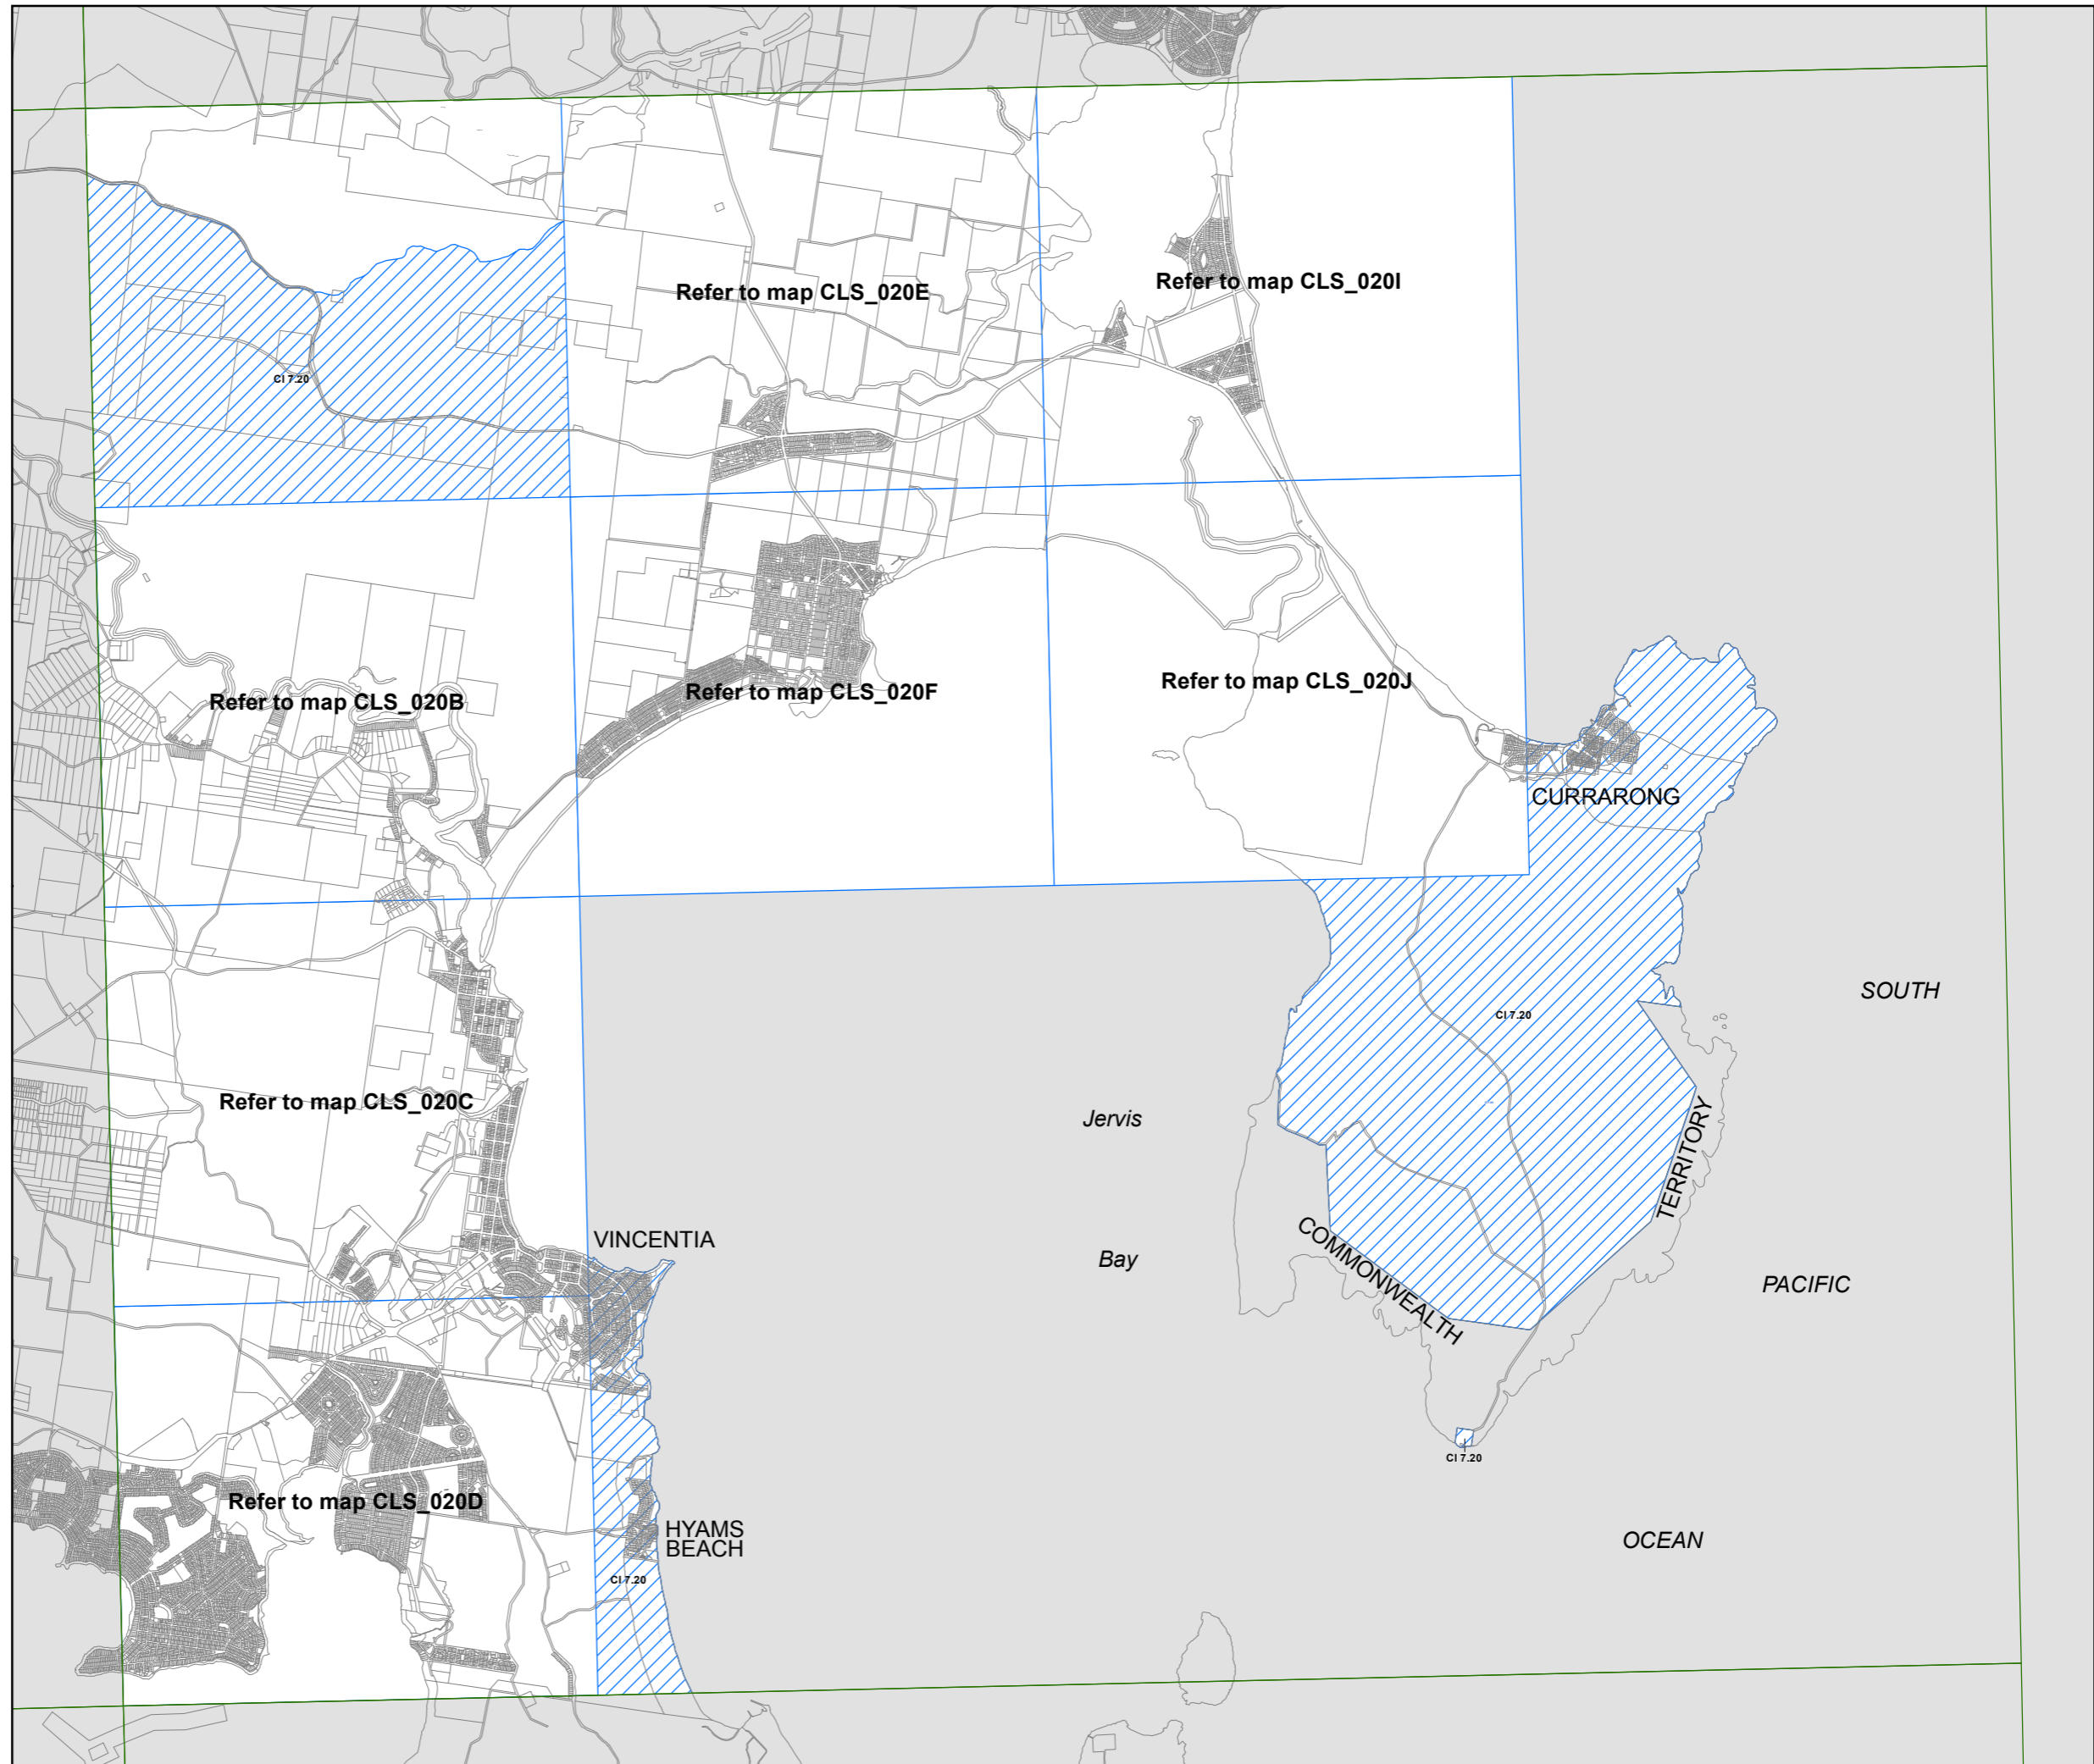 Refer to map CLS_020E
Refer to map CLS_020I
Cl 7.20
Refer to map CLS_020B
Refer to map CLS_020F
Refer to map CLS_020J
CURRARONG
SOUTH
Cl 7.20
Refer to map CLS_020C
Jervis
TERRITORY
VINCENTIA
Bay
COMMONWEALTH
PACIFIC
Cl 7.20
Refer to map CLS_020D
HYAMS
BEACH
OCEAN
Cl 7.20